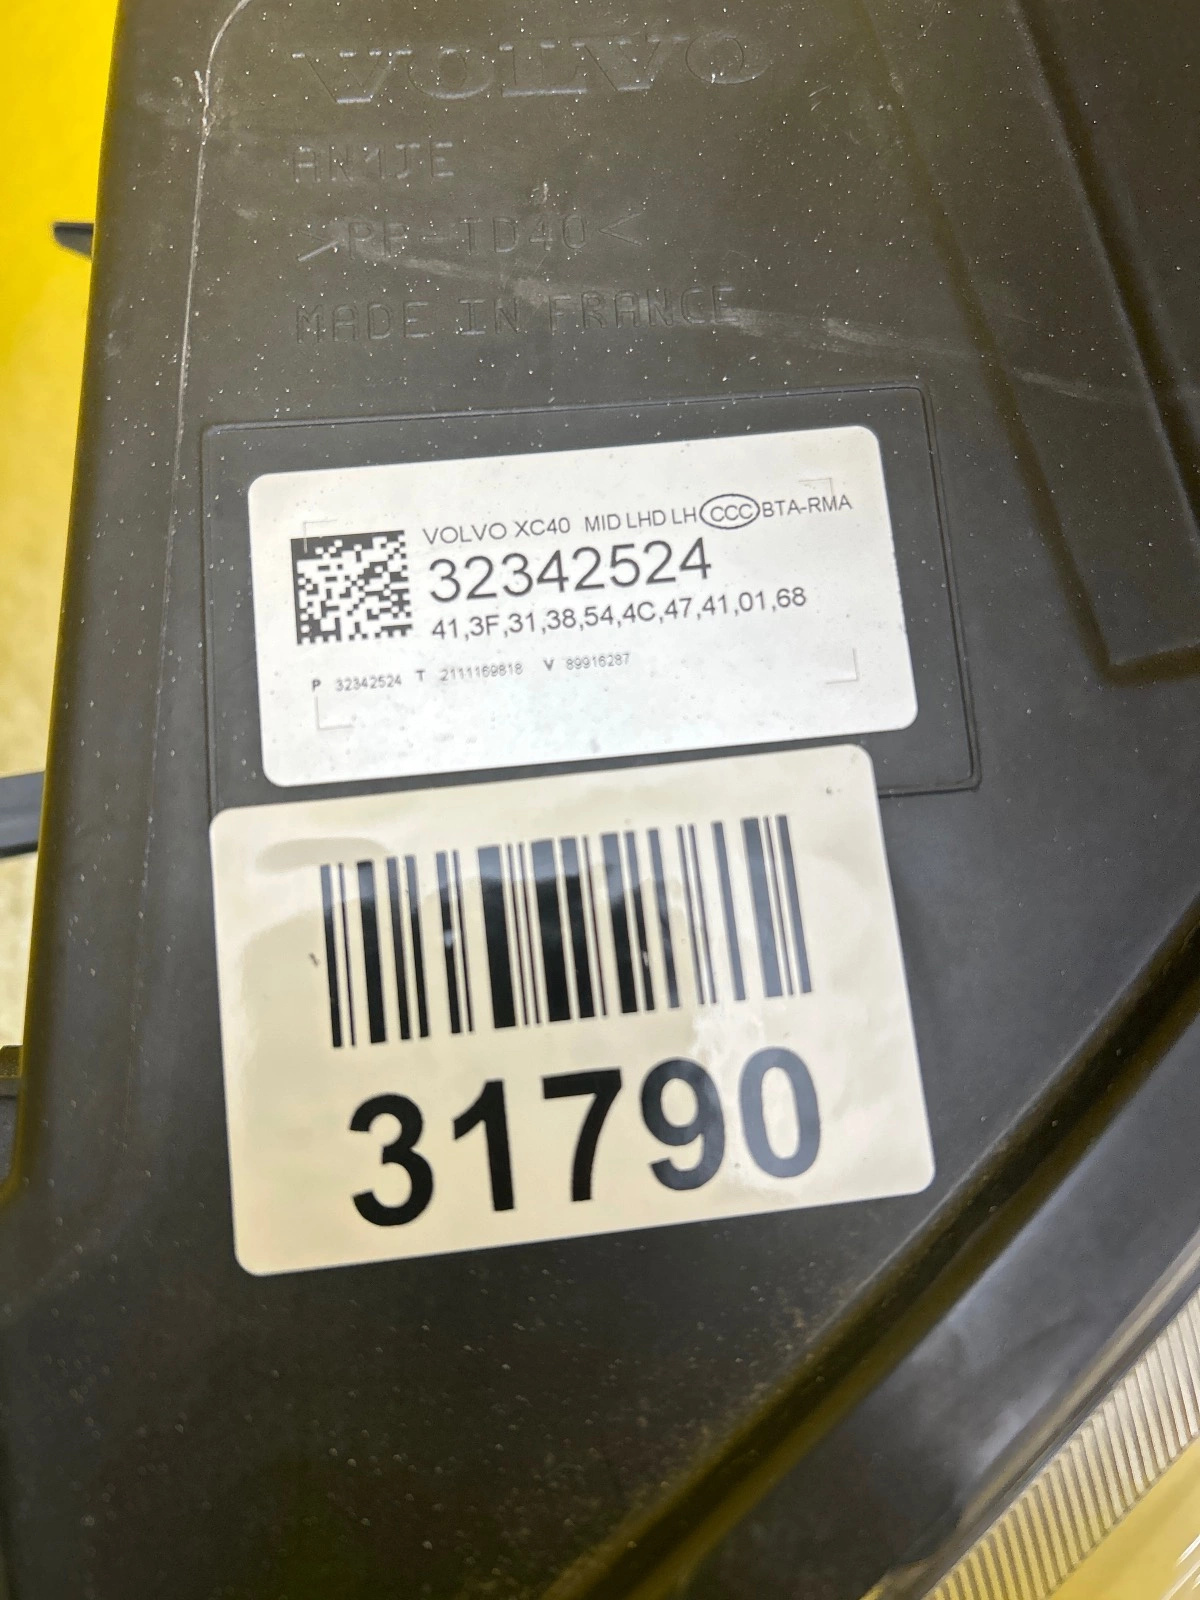 VOLVO
AN1JE
>PP-TD40<
MADE IN FRANCE
VOLVO XC40 MID LHD LH CCC BTA-RMA
32342524
41,3F,31,38,54,4C,47,41,01,68
P 32342524 T 2111169818 V 89916287
31790